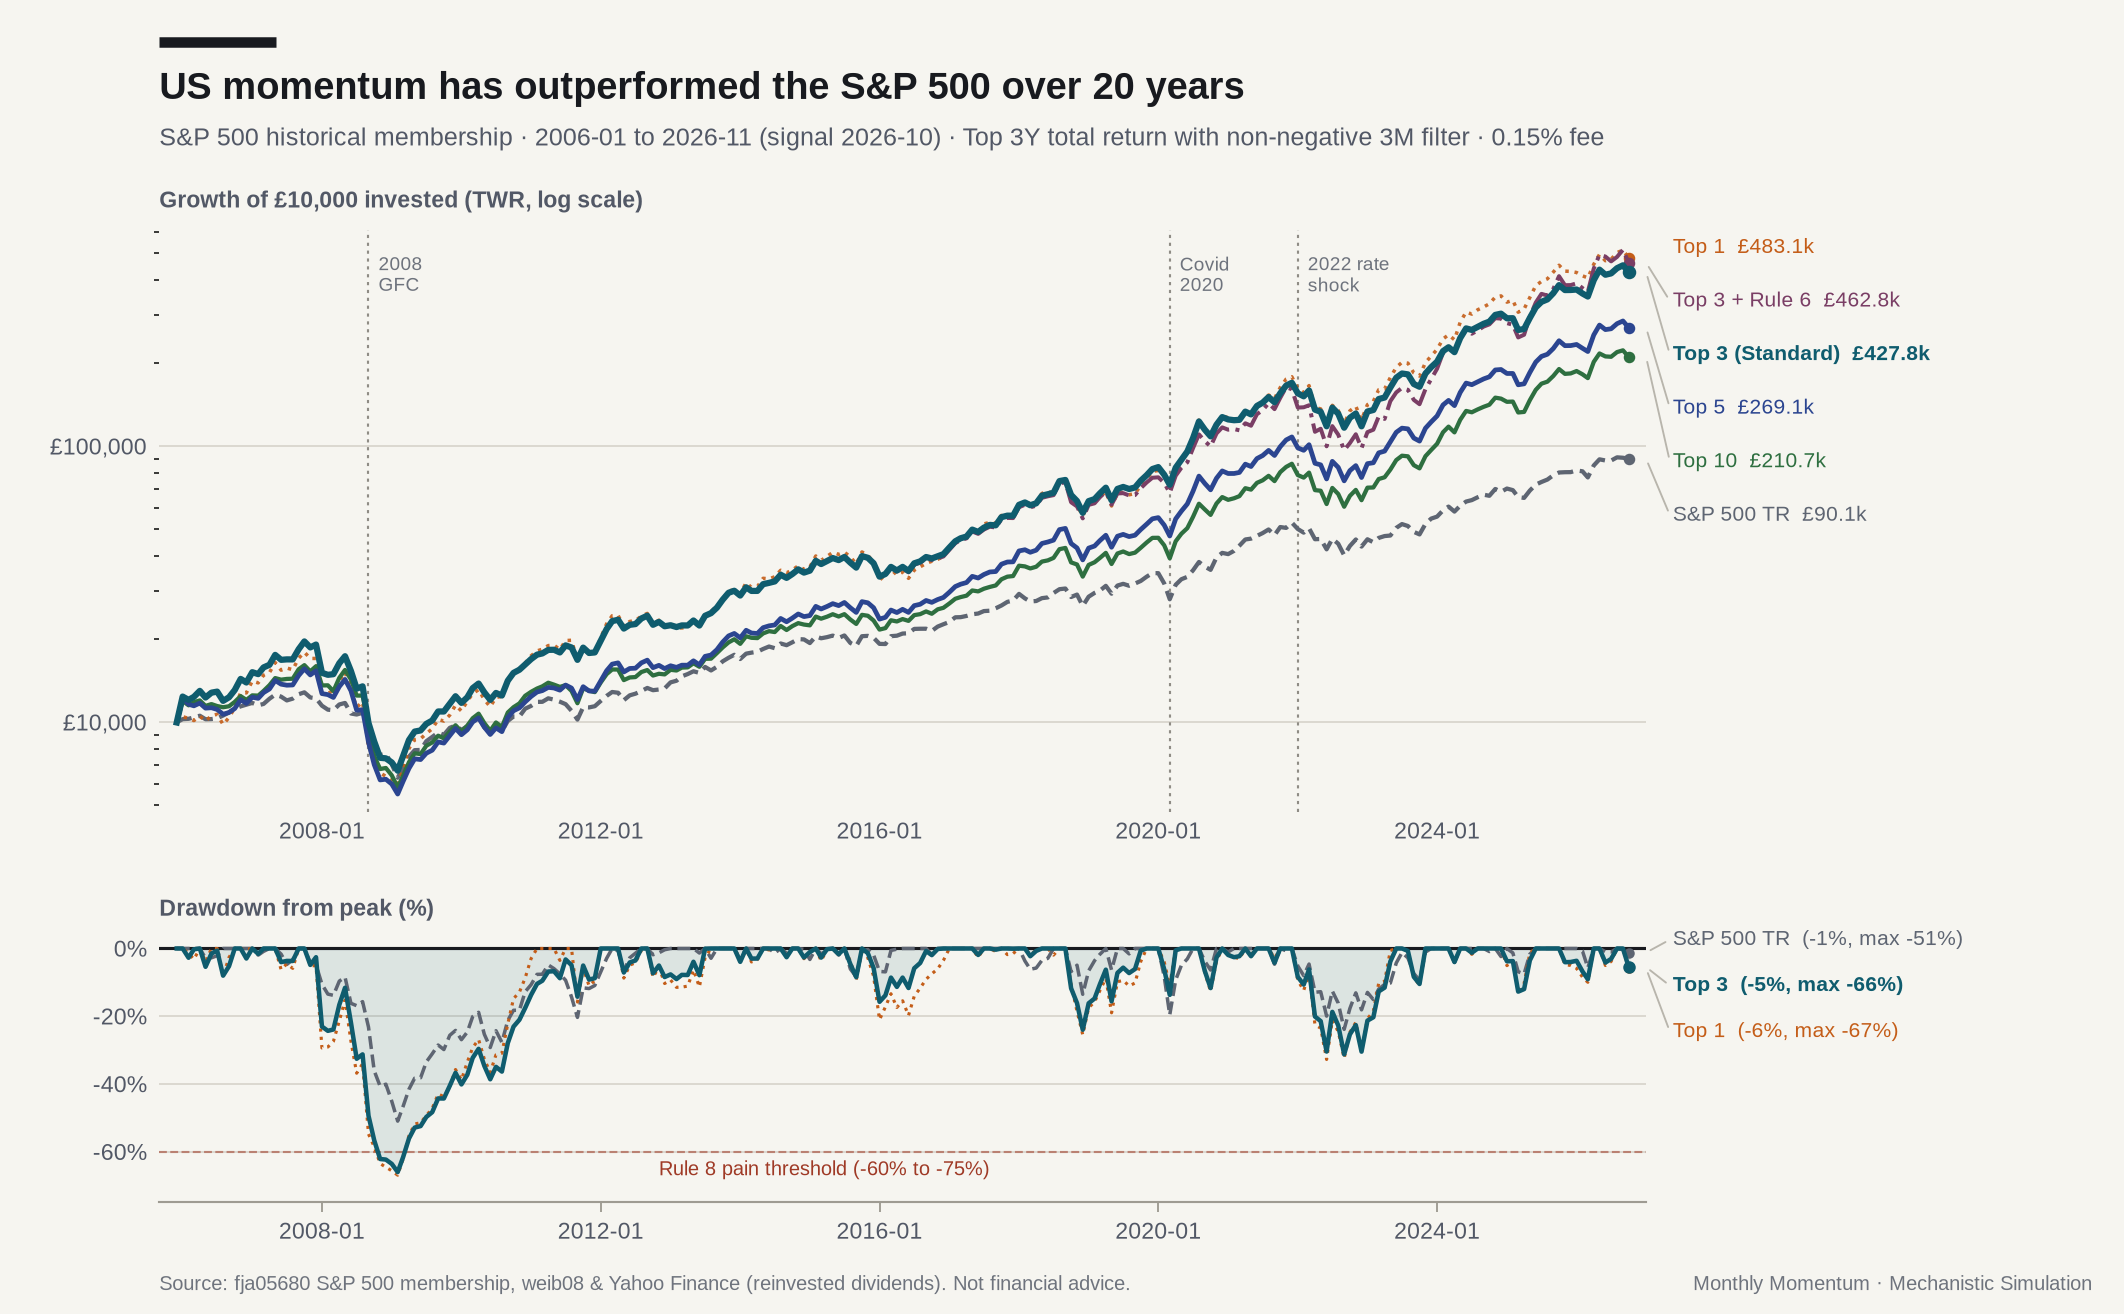 US momentum has outperformed the S&P 500 over 20 years
S&P 500 historical membership · 2006-01 to 2026-11 (signal 2026-10) · Top 3Y total return with non-negative 3M filter · 0.15% fee
Growth of £10,000 invested (TWR, log scale)
2008
GFC
Covid
2020
2022 rate
shock
Top 1 £483.1k
Top 3 + Rule 6 £462.8k
Top 3 (Standard) £427.8k
Top 5 £269.1k
Top 10 £210.7k
S&P 500 TR £90.1k
£100,000
£10,000
2008-01 2012-01 2016-01 2020-01 2024-01
Drawdown from peak (%)
0%
-20%
-40%
-60%
S&P 500 TR (-1%, max -51%)
Top 3 (-5%, max -66%)
Top 1 (-6%, max -67%)
Rule 8 pain threshold (-60% to -75%)
2008-01 2012-01 2016-01 2020-01 2024-01
Source: fja05680 S&P 500 membership, weib08 & Yahoo Finance (reinvested dividends). Not financial advice.
Monthly Momentum · Mechanistic Simulation